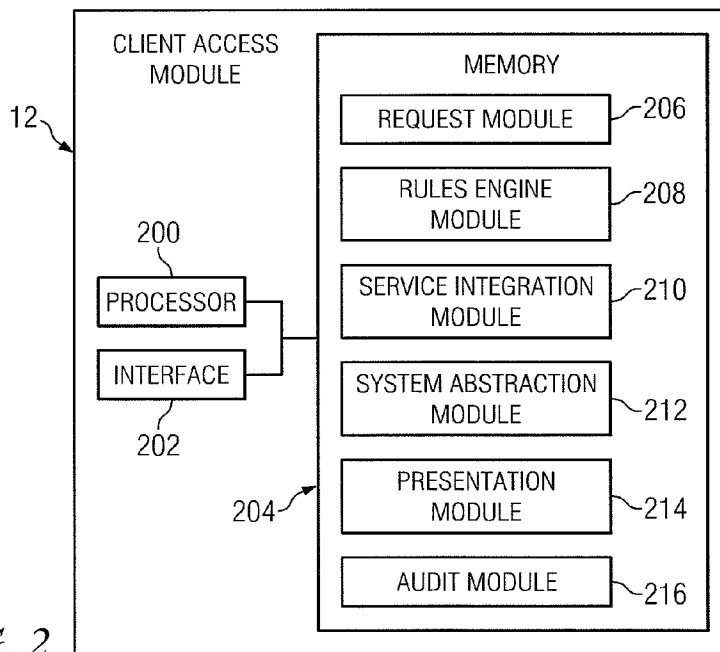 CLIENT ACCESS
MODULE
12
MEMORY
REQUEST MODULE
206
RULES ENGINE
MODULE
208
200
PROCESSOR
SERVICE INTEGRATION
MODULE
210
INTERFACE
202
SYSTEM ABSTRACTION
MODULE
212
204
PRESENTATION
MODULE
214
AUDIT MODULE
216
2